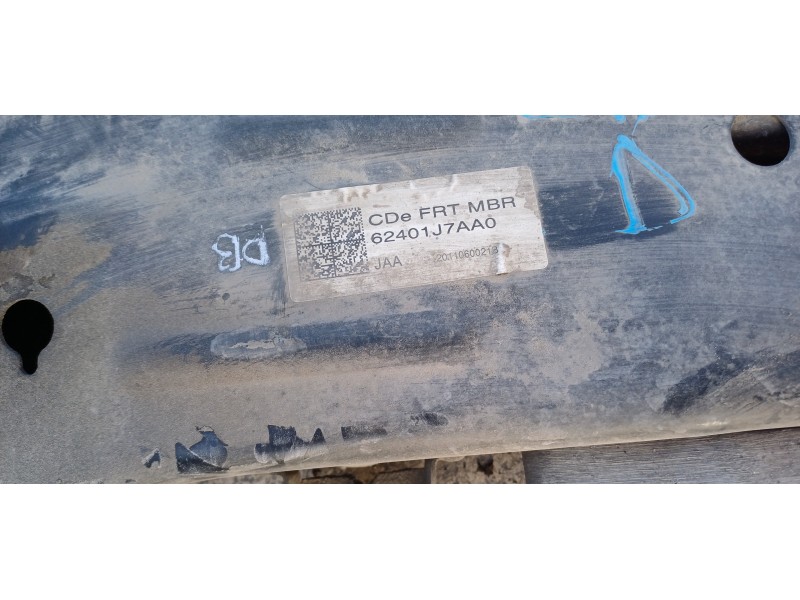 CDe FRT MBR
62401J7AA0
JAA
DB
D